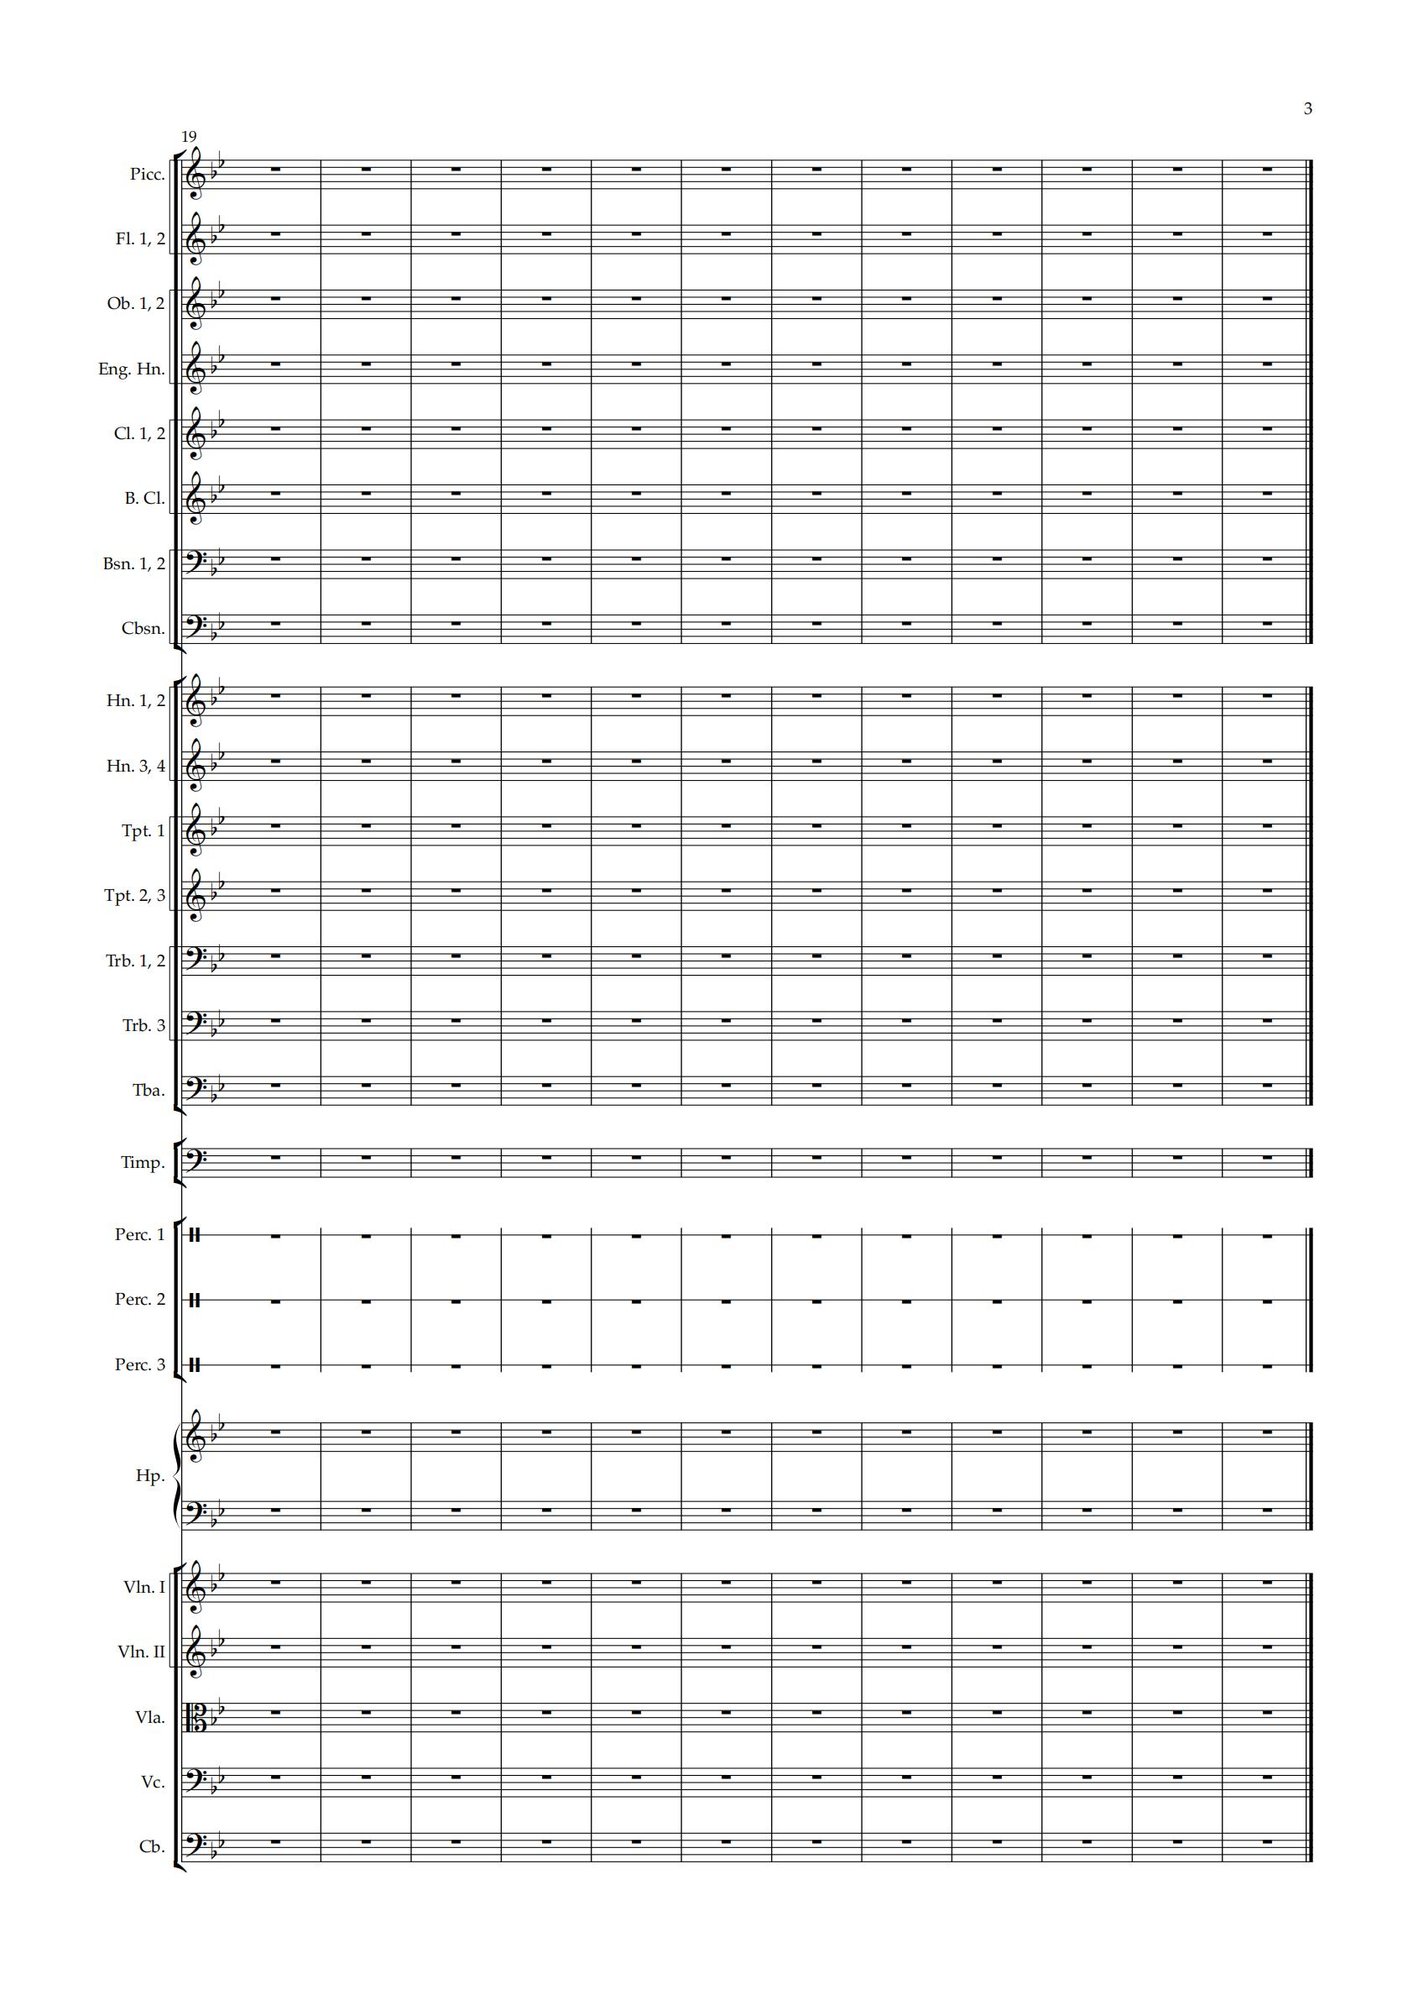 3
19
Picc.
Fl. 1, 2
Ob. 1, 2
Eng. Hn.
Cl. 1, 2
B. Cl.
Bsn. 1, 2
Cbsn.
Hn. 1, 2
Hn. 3, 4
Tpt. 1
Tpt. 2, 3
Trb. 1, 2
Trb. 3
Tba.
Timp.
Perc. 1
Perc. 2
Perc. 3
Hp.
Vln. I
Vln. II
Vla.
Vc.
Cb.